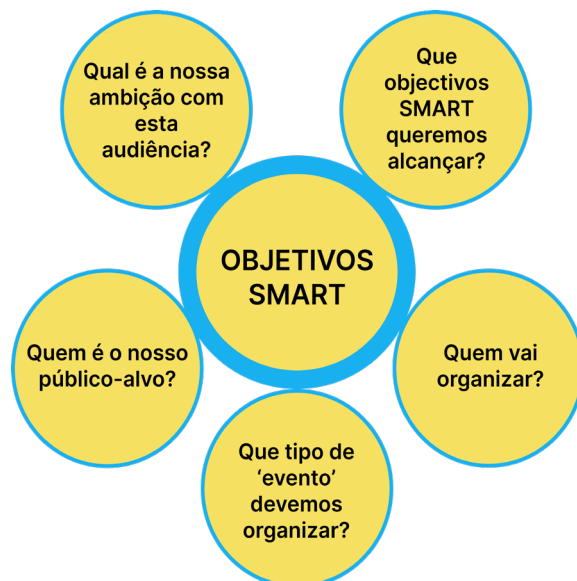 Qual é a nossa
ambição com
esta
audiência?
Que
objectivos
SMART
queremos
alcançar?
OBJETIVOS
SMART
Quem é o nosso
público-alvo?
Quem vai
organizar?
Que tipo de
‘evento’
devemos
organizar?